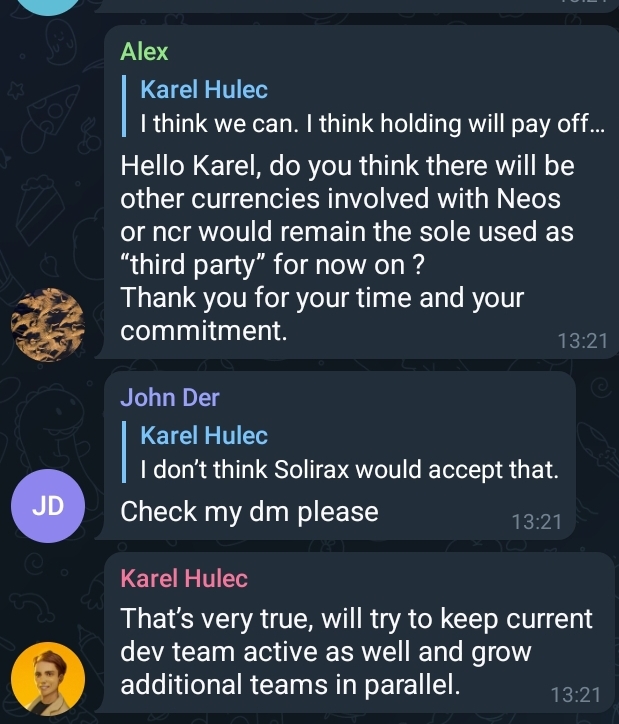 Alex
Karel Hulec
I think we can. I think holding will pay off...
Hello Karel, do you think there will be
other currencies involved with Neos
or ncr would remain the sole used as
“third party” for now on ?
Thank you for your time and your
commitment.
13:21
John Der
Karel Hulec
I don’t think Solirax would accept that.
JD
Check my dm please
13:21
Karel Hulec
That’s very true, will try to keep current
dev team active as well and grow
additional teams in parallel.
13:21